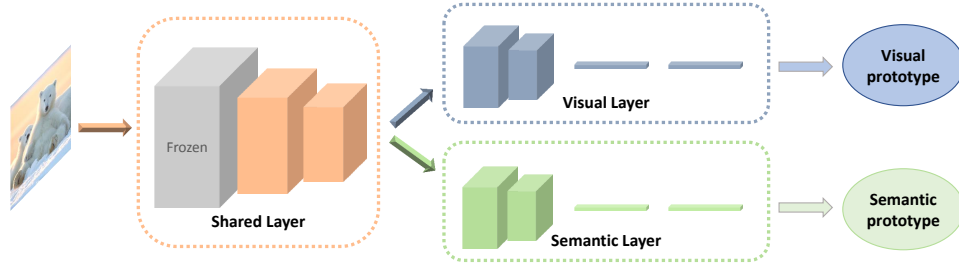 Frozen
Shared Layer
Visual Layer
Visual
prototype
Semantic Layer
Semantic
prototype